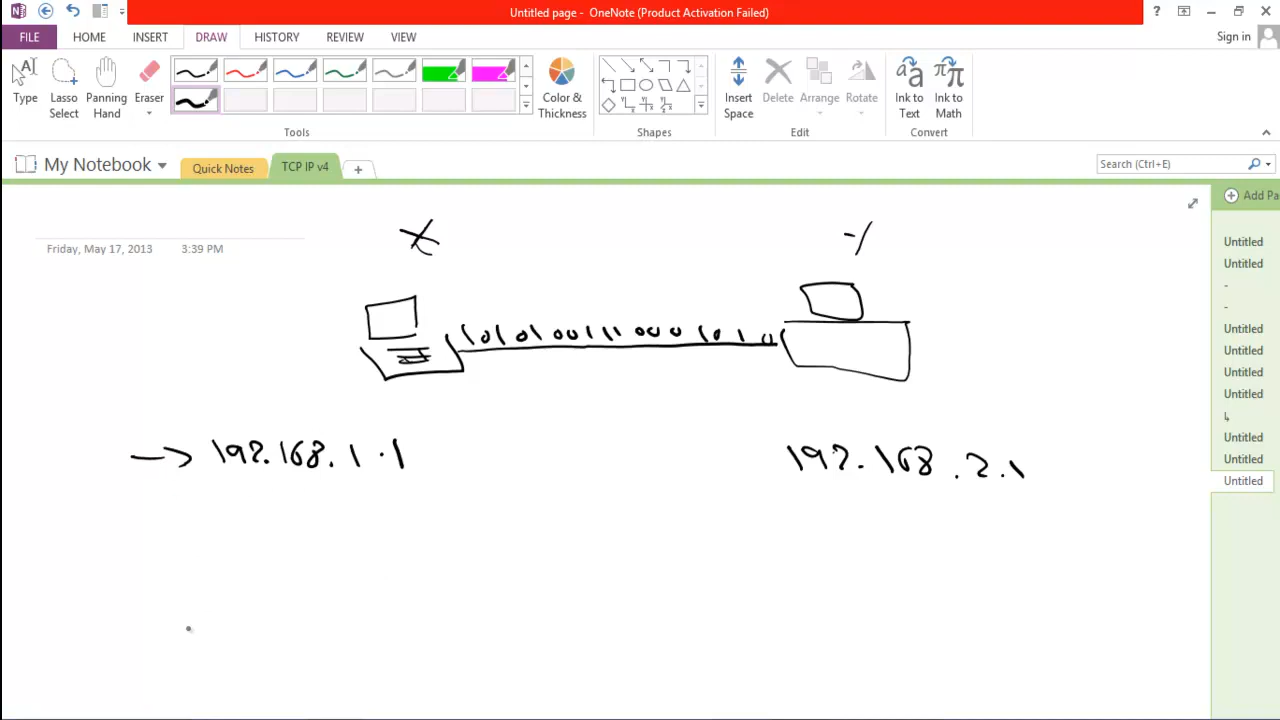 Untitled page - OneNote (Product Activation Failed)
?
FILE HOME INSERT DRAW HISTORY REVIEW VIEW
Sign in
Type Lasso Select Panning Hand Eraser
Color & Thickness
Insert Space Delete Arrange Rotate
Ink to Text Ink to Math
Tools Shapes Edit Convert
My Notebook Quick Notes TCP IP v4 +
Search (Ctrl+E)
Add Pa
Friday, May 17, 2013 3:39 PM
x
192.168.1.1
192.168.2.1
Untitled
Untitled
-
-
Untitled
Untitled
Untitled
Untitled
Untitled
Untitled
Untitled